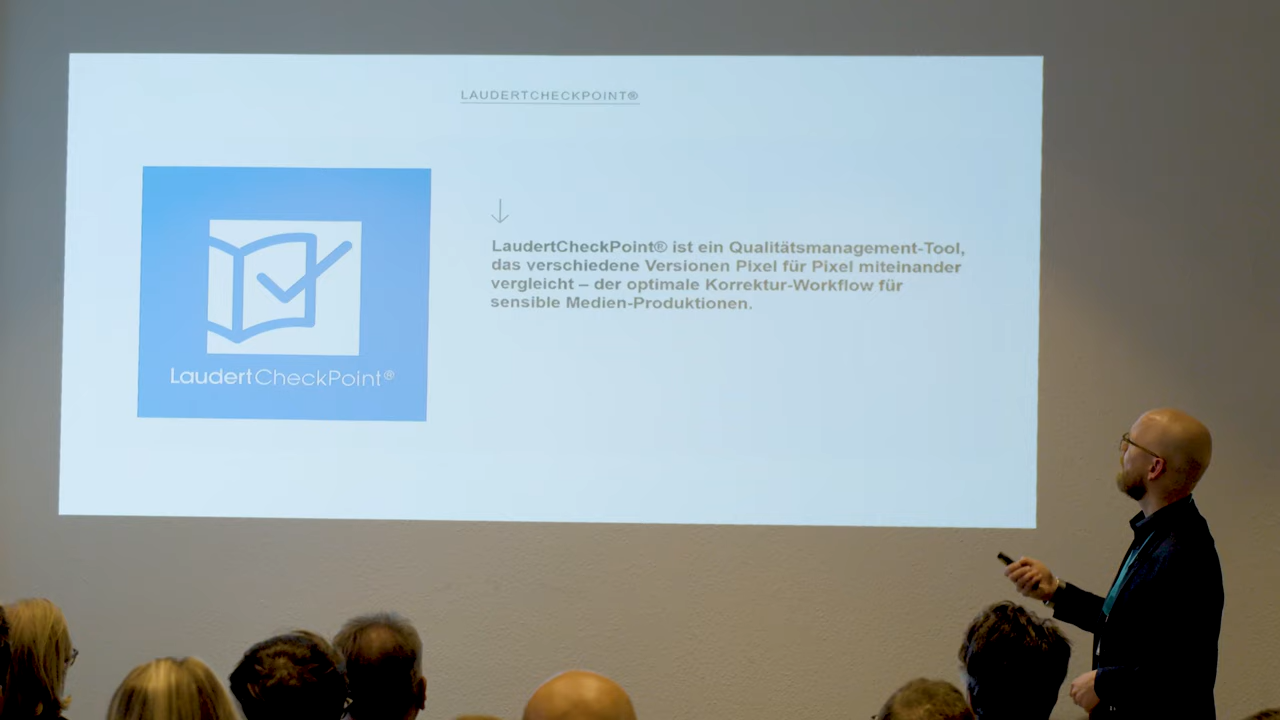 LAUDERTCHECKPOINT®
LaudertCheckPoint®
LaudertCheckPoint® ist ein Qualitätsmanagement-Tool,
das verschiedene Versionen Pixel für Pixel miteinander
vergleicht – der optimale Korrektur-Workflow für
sensible Medien-Produktionen.